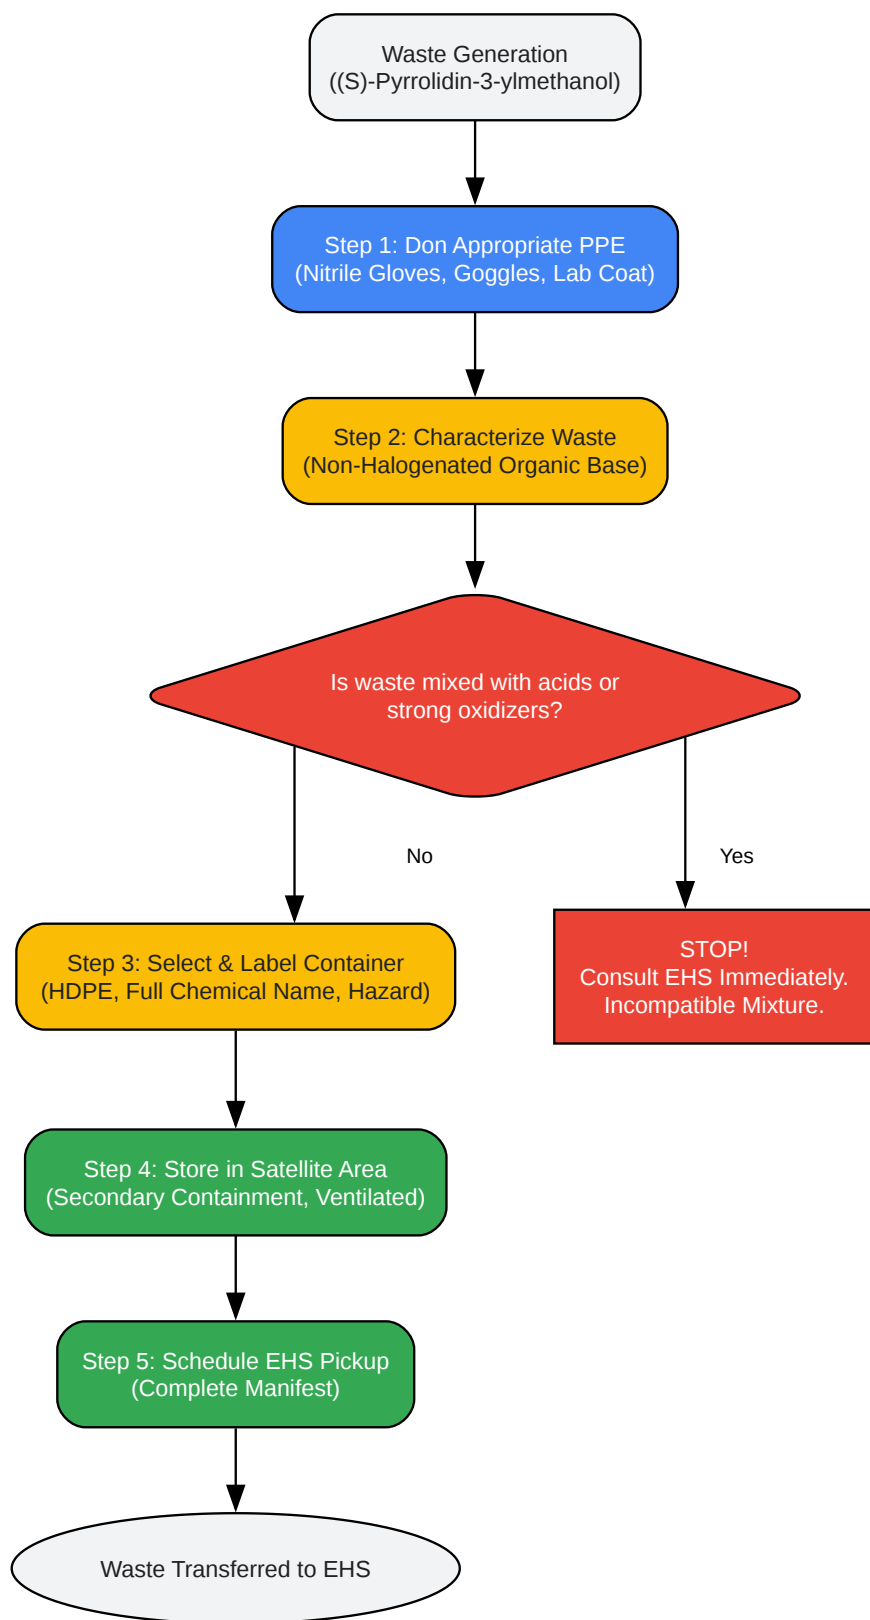 Waste Generation
((S)-Pyrrolidin-3-ylmethanol)
Step 1: Don Appropriate PPE
(Nitrile Gloves, Goggles, Lab Coat)
Step 2: Characterize Waste
(Non-Halogenated Organic Base)
Is waste mixed with acids or
strong oxidizers?
No
Yes
Step 3: Select & Label Container
(HDPE, Full Chemical Name, Hazard)
STOP!
Consult EHS Immediately.
Incompatible Mixture.
Step 4: Store in Satellite Area
(Secondary Containment, Ventilated)
Step 5: Schedule EHS Pickup
(Complete Manifest)
Waste Transferred to EHS